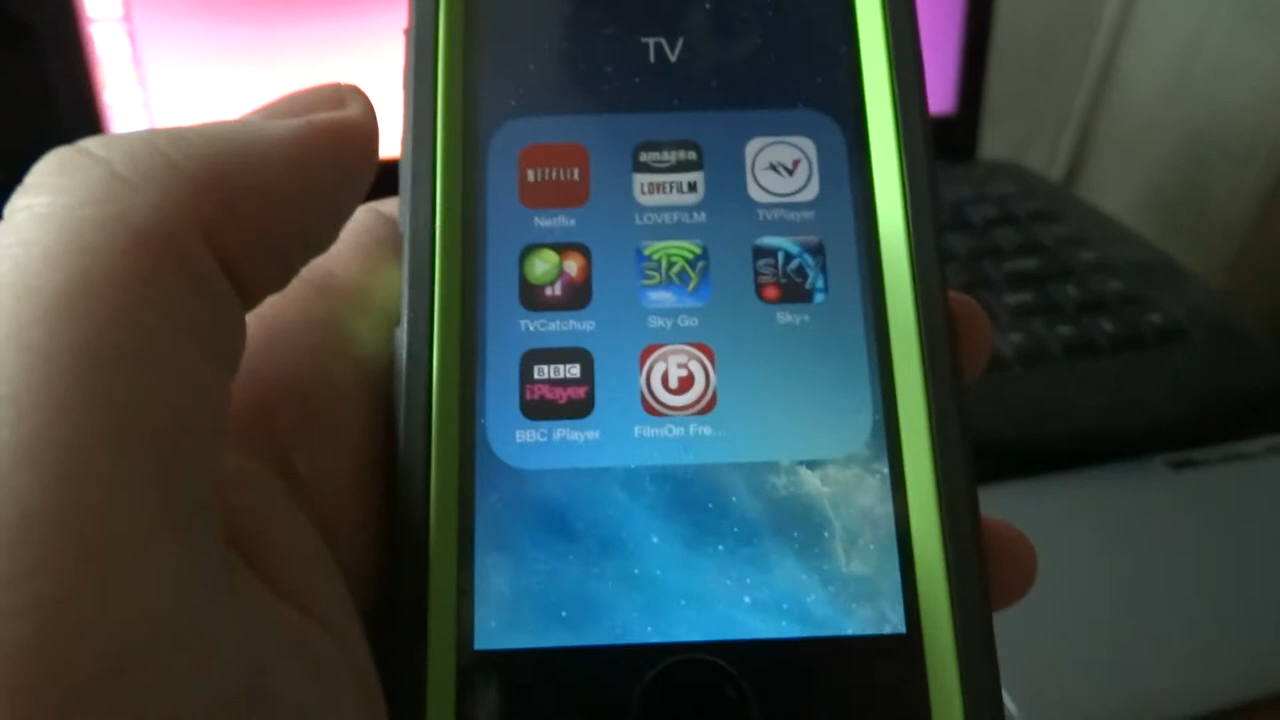 TV
NETFLIX
amazon
LOVEFILM
Netflix
LOVEFiLM
TVPlayer
sky
sky
TVCatchup
Sky Go
Sky+
BBC
iPlayer
F
BBC iPlayer
FilmOn Fre...